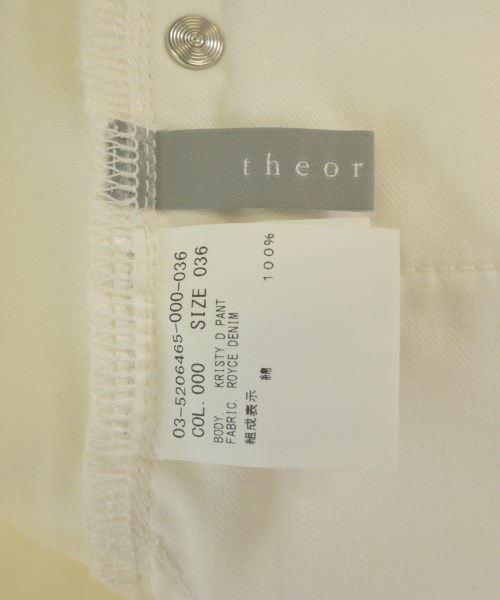 theor
03-5206465-000-036
COL. 000 SIZE 036
BODY. KRISTY D PANT
FABRIC. ROYCE DENIM
組成表示
綿 100%